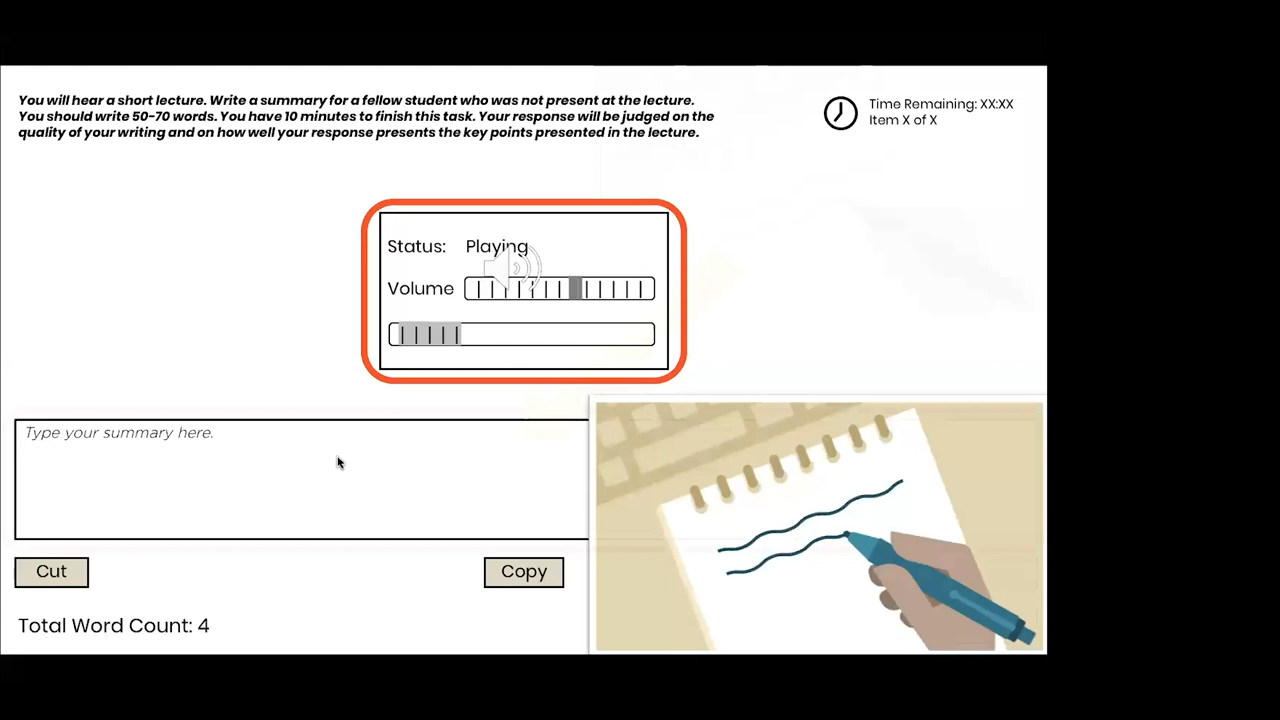 You will hear a short lecture. Write a summary for a fellow student who was not present at the lecture.
You should write 50-70 words. You have 10 minutes to finish this task. Your response will be judged on the
quality of your writing and on how well your response presents the key points presented in the lecture.
Time Remaining: XX:XX
Item X of X
Status: Playing
Volume
Type your summary here.
Cut
Copy
Total Word Count: 4